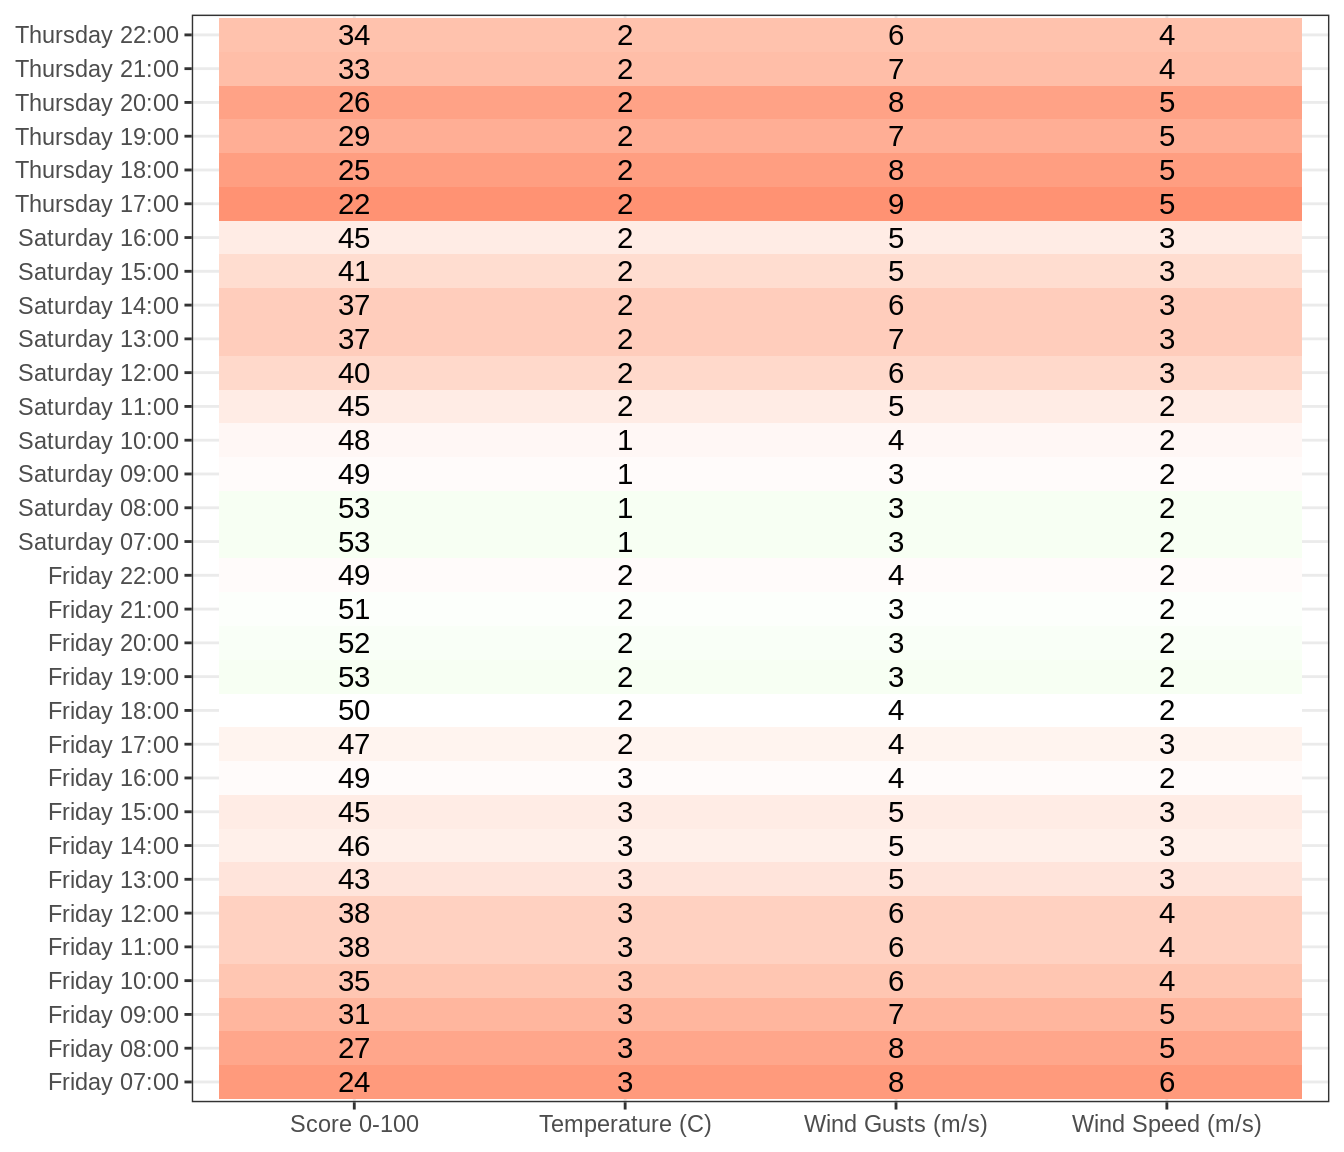 Thursday 22:00 34 2 6 4
Thursday 21:00 33 2 7 4
Thursday 20:00 26 2 8 5
Thursday 19:00 29 2 7 5
Thursday 18:00 25 2 8 5
Thursday 17:00 22 2 9 5
Saturday 16:00 45 2 5 3
Saturday 15:00 41 2 5 3
Saturday 14:00 37 2 6 3
Saturday 13:00 37 2 7 3
Saturday 12:00 40 2 6 3
Saturday 11:00 45 2 5 2
Saturday 10:00 48 1 4 2
Saturday 09:00 49 1 3 2
Saturday 08:00 53 1 3 2
Saturday 07:00 53 1 3 2
Friday 22:00 49 2 4 2
Friday 21:00 51 2 3 2
Friday 20:00 52 2 3 2
Friday 19:00 53 2 3 2
Friday 18:00 50 2 4 2
Friday 17:00 47 2 4 3
Friday 16:00 49 3 4 2
Friday 15:00 45 3 5 3
Friday 14:00 46 3 5 3
Friday 13:00 43 3 5 3
Friday 12:00 38 3 6 4
Friday 11:00 38 3 6 4
Friday 10:00 35 3 6 4
Friday 09:00 31 3 7 5
Friday 08:00 27 3 8 5
Friday 07:00 24 3 8 6
Score 0-100 Temperature (C) Wind Gusts (m/s) Wind Speed (m/s)